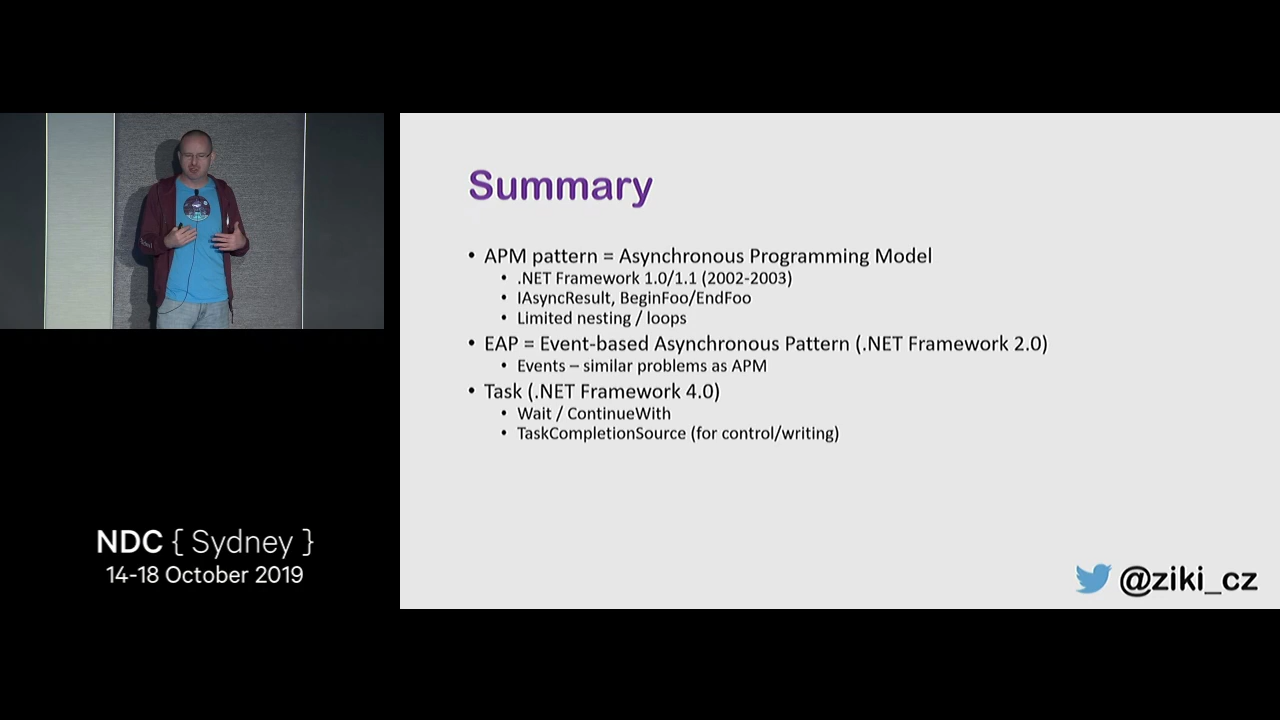 Summary
• APM pattern = Asynchronous Programming Model
• .NET Framework 1.0/1.1 (2002-2003)
• IAsyncResult, BeginFoo/EndFoo
• Limited nesting / loops
• EAP = Event-based Asynchronous Pattern (.NET Framework 2.0)
• Events – similar problems as APM
• Task (.NET Framework 4.0)
• Wait / ContinueWith
• TaskCompletionSource (for control/writing)
NDC { Sydney }
14-18 October 2019
@ziki_cz